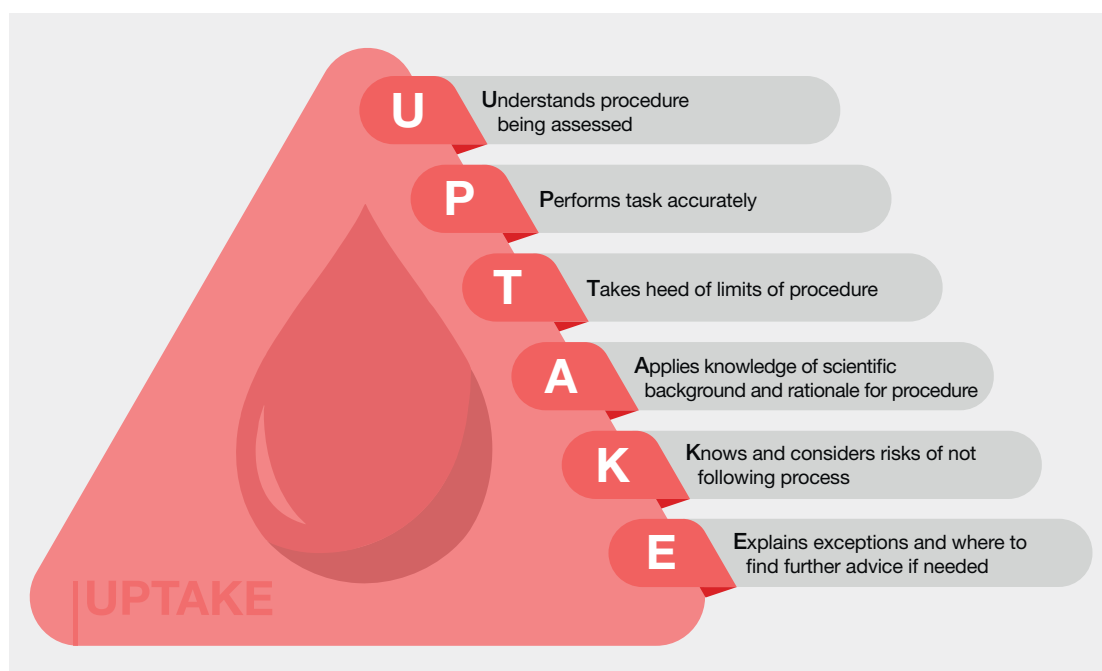 U
Understands procedure
being assessed
P
Performs task accurately
T
Takes heed of limits of procedure
A
Applies knowledge of scientific
background and rationale for procedure
K
Knows and considers risks of not
following process
E
Explains exceptions and where to
find further advice if needed
UPTAKE